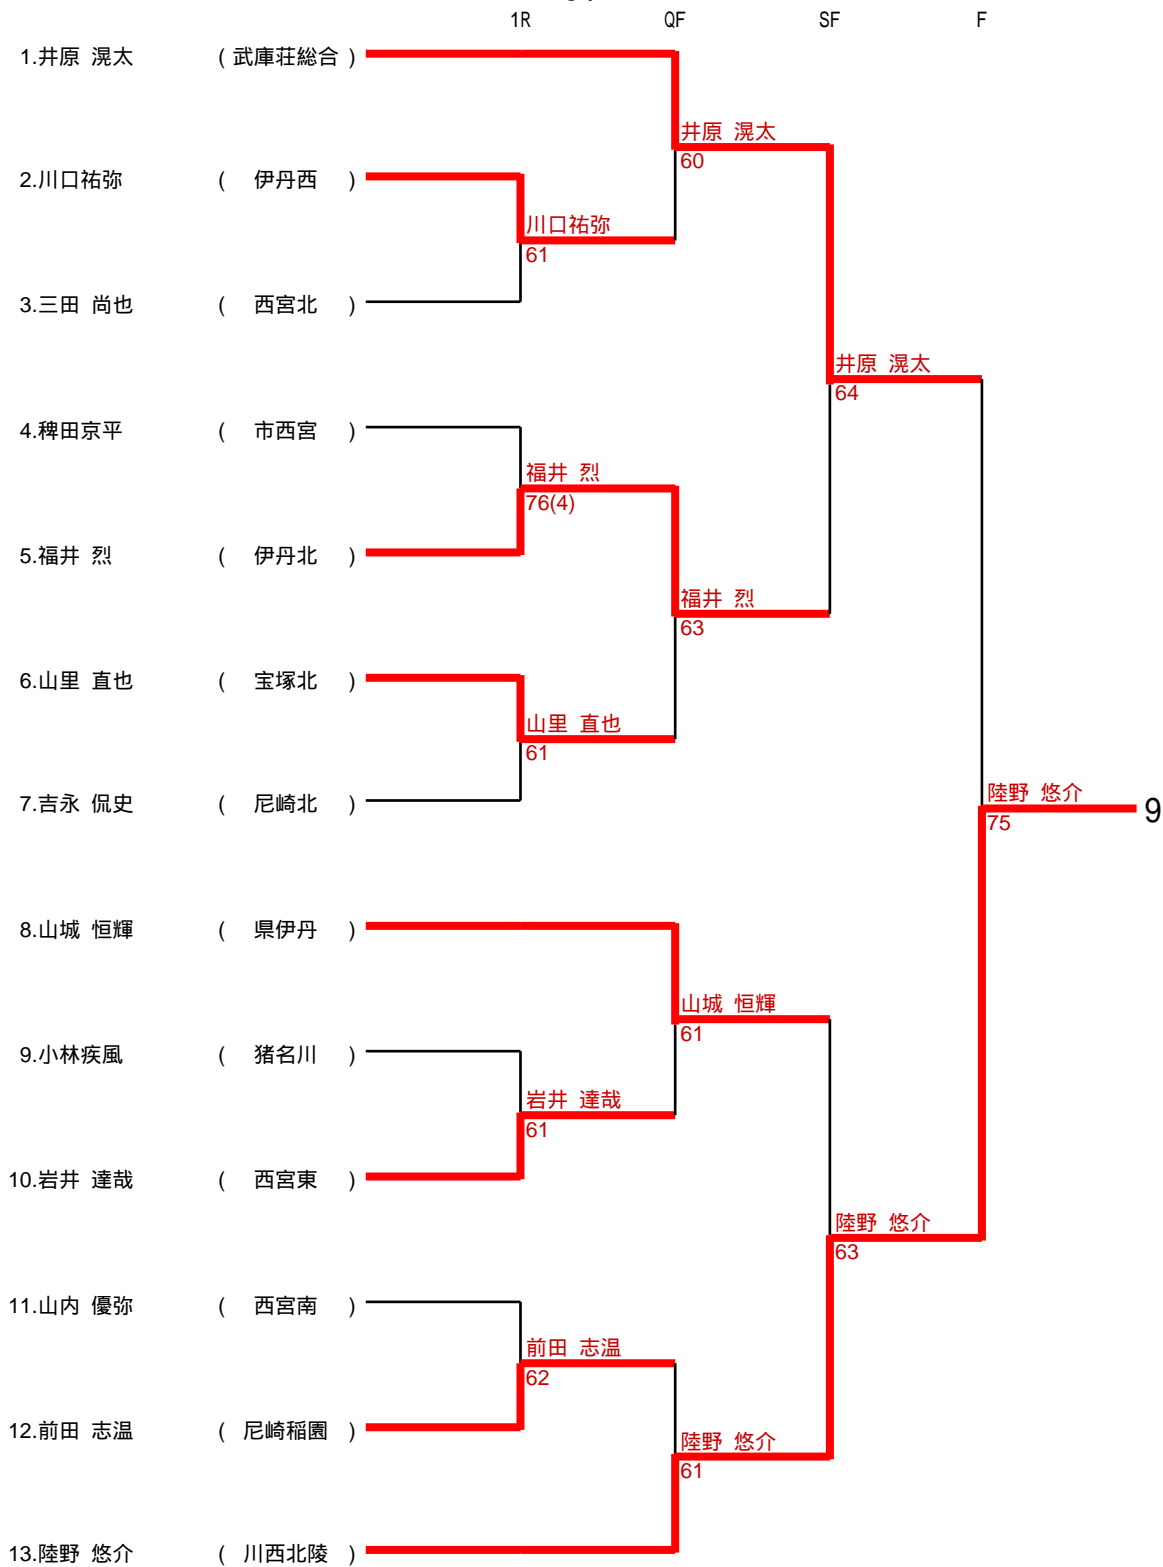 1R QF SF F
1.井原 滉太 ( 武庫荘総合 )
井原 滉太
60
2.川口祐弥 ( 伊丹西 )
川口祐弥
61
3.三田 尚也 ( 西宮北 )
井原 滉太
64
4.稗田京平 ( 市西宮 )
福井 烈
76(4)
5.福井 烈 ( 伊丹北 )
福井 烈
63
6.山里 直也 ( 宝塚北 )
山里 直也
61
7.吉永 侃史 ( 尼崎北 )
陸野 悠介
75
9
8.山城 恒輝 ( 県伊丹 )
山城 恒輝
61
9.小林疾風 ( 猪名川 )
岩井 達哉
61
10.岩井 達哉 ( 西宮東 )
陸野 悠介
63
11.山内 優弥 ( 西宮南 )
前田 志温
62
12.前田 志温 ( 尼崎稲園 )
陸野 悠介
61
13.陸野 悠介 ( 川西北陵 )